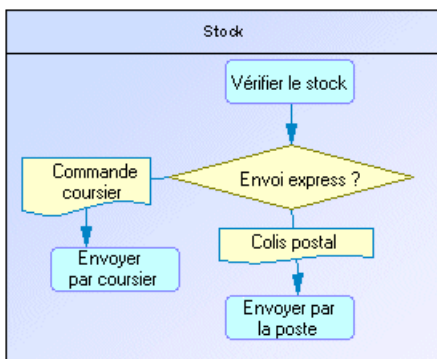 Stock
Vérifier le stock
Envoi express ?
Commande
coursier
Colis postal
Envoyer
par coursier
Envoyer par
la poste